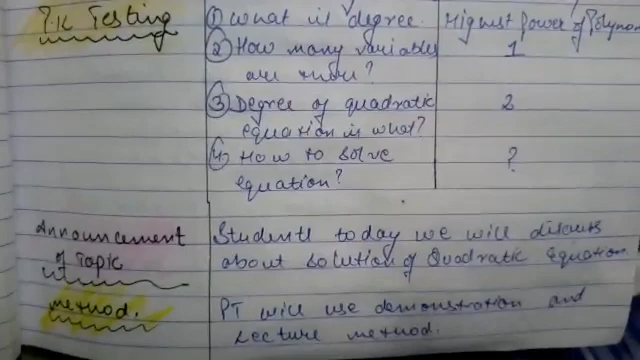 P.K Testing
① What is degree.
Highest Power of Polynom
② How many variables
are there?
1
③ Degree of quadratic
equation is what?
2
④ How to solve
equation?
?
Announcement
of Topic
Students today we will discuss
about solution of Quadratic Equation.
method.
PT will use demonstration and
Lecture method.